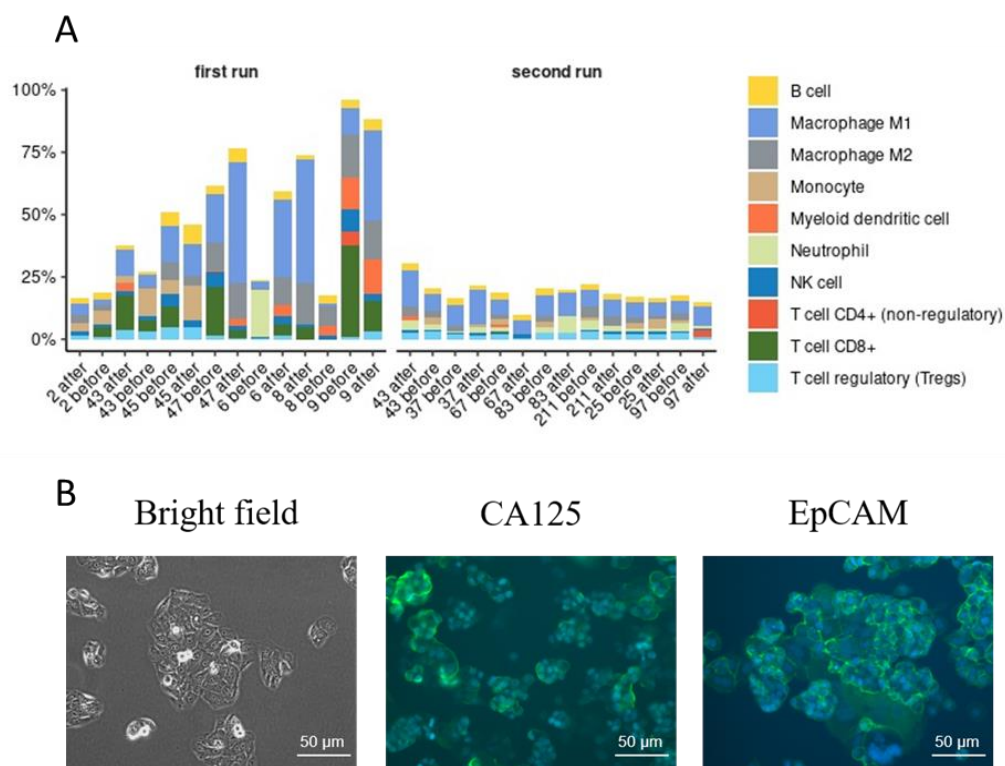 A
first run
second run
100%
75%
50%
25%
0%
2 after
2 before
43 after
43 before
45 before
45 after
47 before
47 after
6 before
6 after
8 after
8 before
9 before
9 after
43 after
43 before
37 before
37 after
67 before
67 after
83 before
83 after
211 before
211 after
25 before
25 after
97 before
97 after
B cell
Macrophage M1
Macrophage M2
Monocyte
Myeloid dendritic cell
Neutrophil
NK cell
T cell CD4+ (non-regulatory)
T cell CD8+
T cell regulatory (Tregs)
B
Bright field
CA125
EpCAM
50 μm
50 μm
50 μm